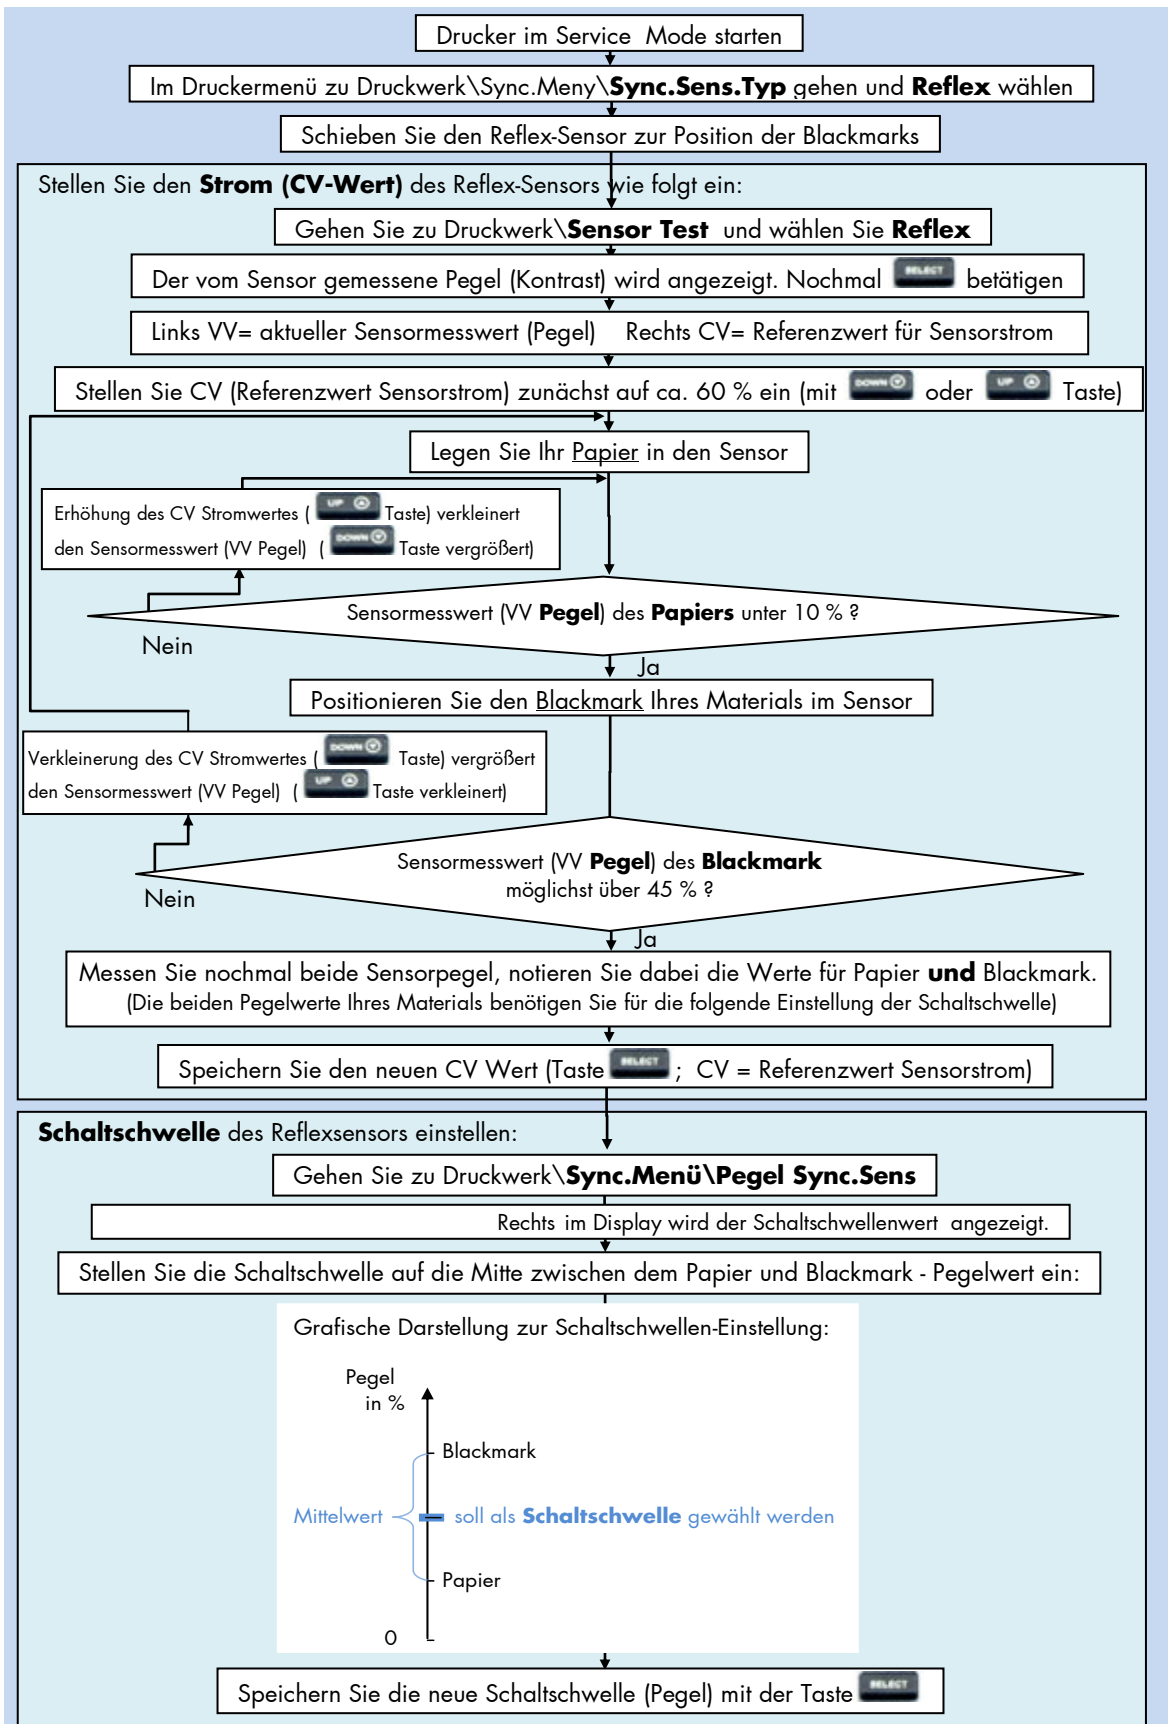 Drucker im Service Mode starten
Im Druckermenü zu Druckwerk\Sync.Meny\Sync.Sens.Typ gehen und Reflex wählen
Schieben Sie den Reflex-Sensor zur Position der Blackmarks
Stellen Sie den Strom (CV-Wert) des Reflex-Sensors wie folgt ein:
Gehen Sie zu Druckwerk\Sensor Test und wählen Sie Reflex
Der vom Sensor gemessene Pegel (Kontrast) wird angezeigt. Nochmal SELECT betätigen
Links VV= aktueller Sensormesswert (Pegel) Rechts CV= Referenzwert für Sensorstrom
Stellen Sie CV (Referenzwert Sensorstrom) zunächst auf ca. 60 % ein (mit DOWN oder UP Taste)
Legen Sie Ihr Papier in den Sensor
Erhöhung des CV Stromwertes ( UP Taste) verkleinert
den Sensormesswert (VV Pegel) ( DOWN Taste vergrößert)
Sensormesswert (VV Pegel) des Papiers unter 10 % ?
Nein
Ja
Positionieren Sie den Blackmark Ihres Materials im Sensor
Verkleinerung des CV Stromwertes ( DOWN Taste) vergrößert
den Sensormesswert (VV Pegel) ( UP Taste verkleinert)
Sensormesswert (VV Pegel) des Blackmark
möglichst über 45 % ?
Nein
Ja
Messen Sie nochmal beide Sensorpegel, notieren Sie dabei die Werte für Papier und Blackmark.
(Die beiden Pegelwerte Ihres Materials benötigen Sie für die folgende Einstellung der Schaltschwelle)
Speichern Sie den neuen CV Wert (Taste SELECT ; CV = Referenzwert Sensorstrom)
Schaltschwelle des Reflexsensors einstellen:
Gehen Sie zu Druckwerk\Sync.Menü\Pegel Sync.Sens
Rechts im Display wird der Schaltschwellenwert angezeigt.
Stellen Sie die Schaltschwelle auf die Mitte zwischen dem Papier und Blackmark - Pegelwert ein:
Grafische Darstellung zur Schaltschwellen-Einstellung:
Pegel
in %
Blackmark
Mittelwert soll als Schaltschwelle gewählt werden
Papier
0
Speichern Sie die neue Schaltschwelle (Pegel) mit der Taste SELECT